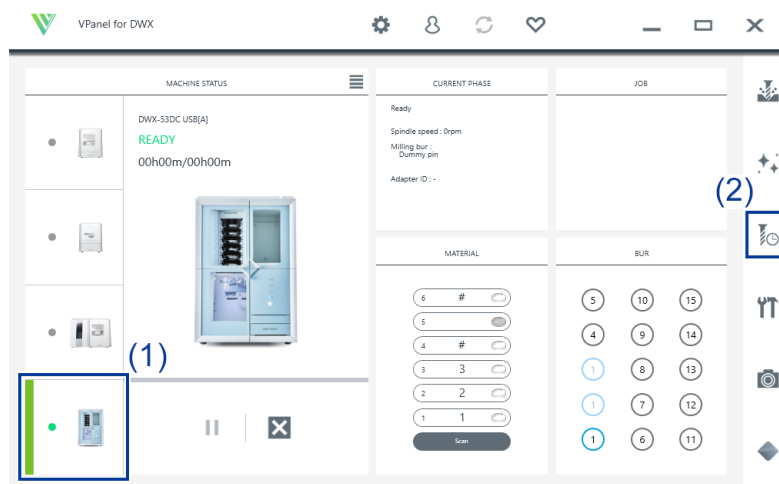 VPanel for DWX
MACHINE STATUS
DWX-53DC USB[A]
READY
00h00m/00h00m
(1)
CURRENT PHASE
Ready
Spindle speed : 0rpm
Milling bur :
Dummy pin
Adapter ID : -
JOB
(2)
MATERIAL
6 #
5
4 #
3 3
2 2
1 1
Scan
BUR
5 10 15
4 9 14
1 8 13
1 7 12
1 6 11